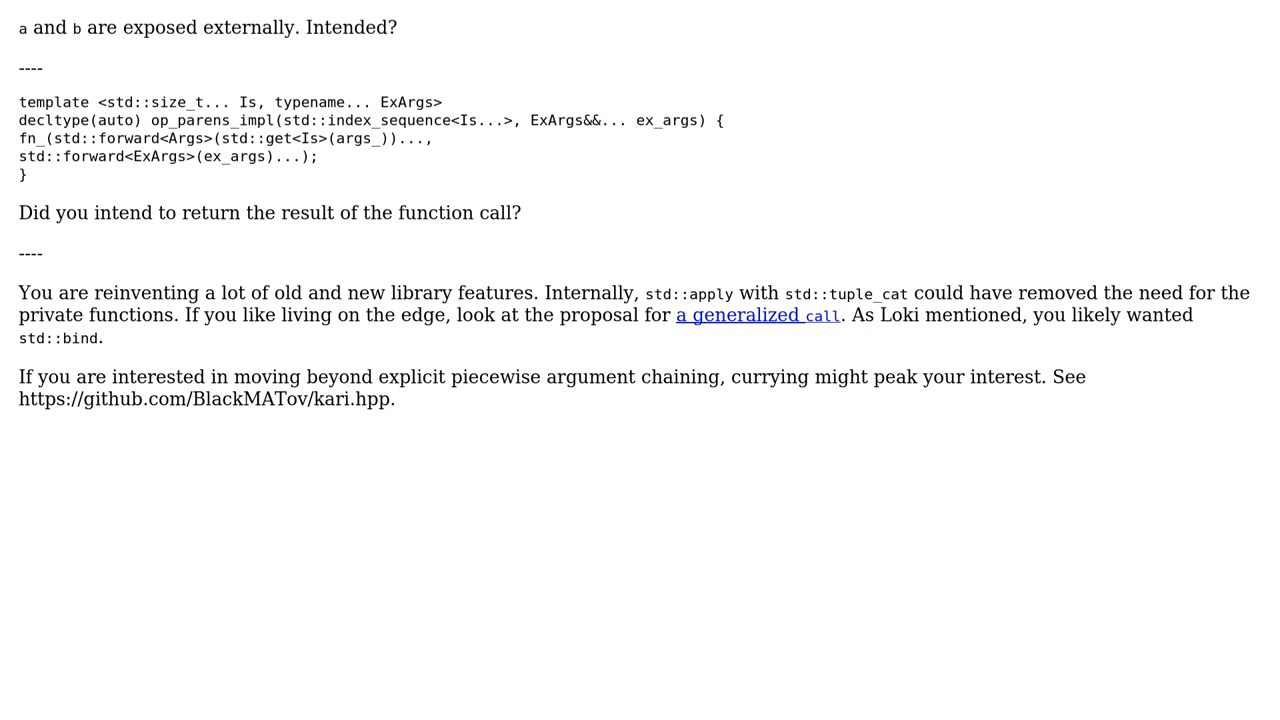 a and b are exposed externally. Intended?
----
template <std::size_t... Is, typename... ExArgs>
decltype(auto) op_parens_impl(std::index_sequence<Is...>, ExArgs&&... ex_args) {
fn_(std::forward<Args>(std::get<Is>(args_))...,
std::forward<ExArgs>(ex_args)...);
}
Did you intend to return the result of the function call?
----
You are reinventing a lot of old and new library features. Internally, std::apply with std::tuple_cat could have removed the need for the
private functions. If you like living on the edge, look at the proposal for a generalized call. As Loki mentioned, you likely wanted
std::bind.
If you are interested in moving beyond explicit piecewise argument chaining, currying might peak your interest. See
https://github.com/BlackMATov/kari.hpp.